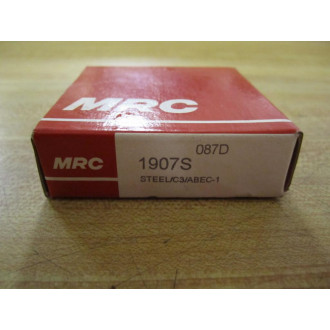 MRC
MRC
087D
1907S
STEEL/C3/ABEC-1